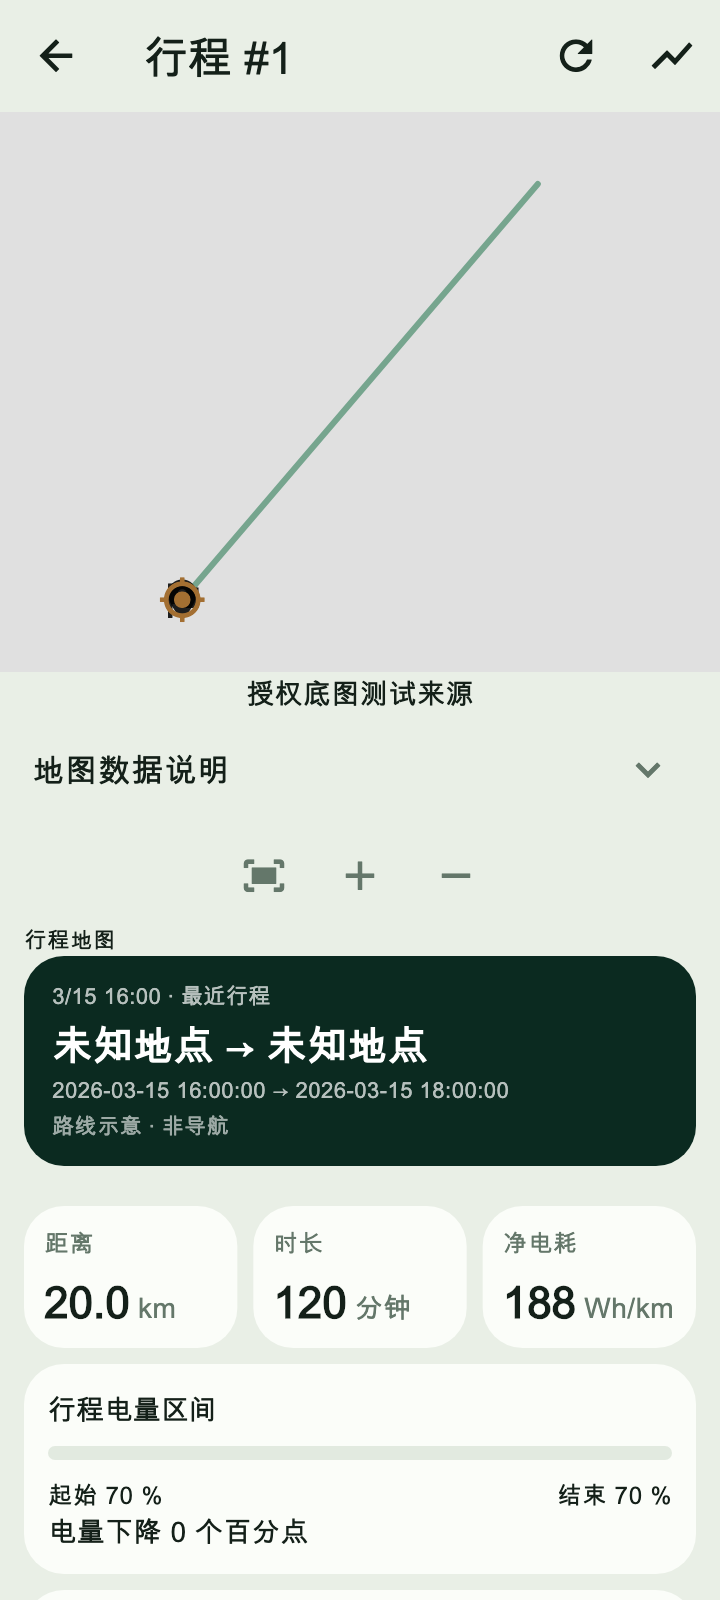 行程 #1
授权底图测试来源
地图数据说明
行程地图
3/15 16:00 · 最近行程
未知地点 → 未知地点
2026-03-15 16:00:00 → 2026-03-15 18:00:00
路线示意 · 非导航
距离
时长
净电耗
20.0 km
120 分钟
188 Wh/km
行程电量区间
起始 70 %
结束 70 %
电量下降 0 个百分点